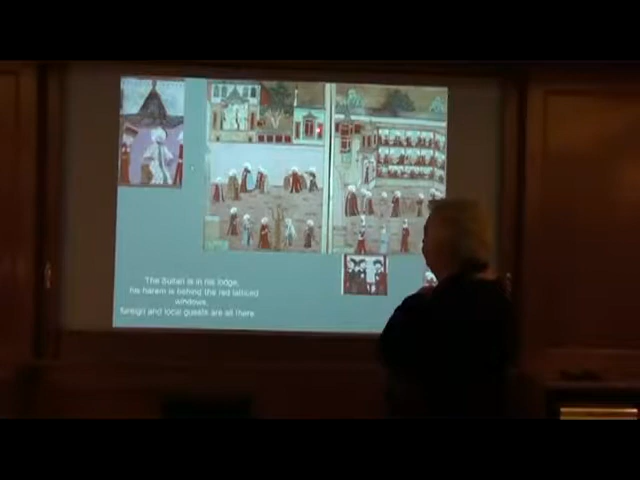 The Sultan is in his lodge,
his harem is behind the red latticed
windows,
foreign and local guests are all there